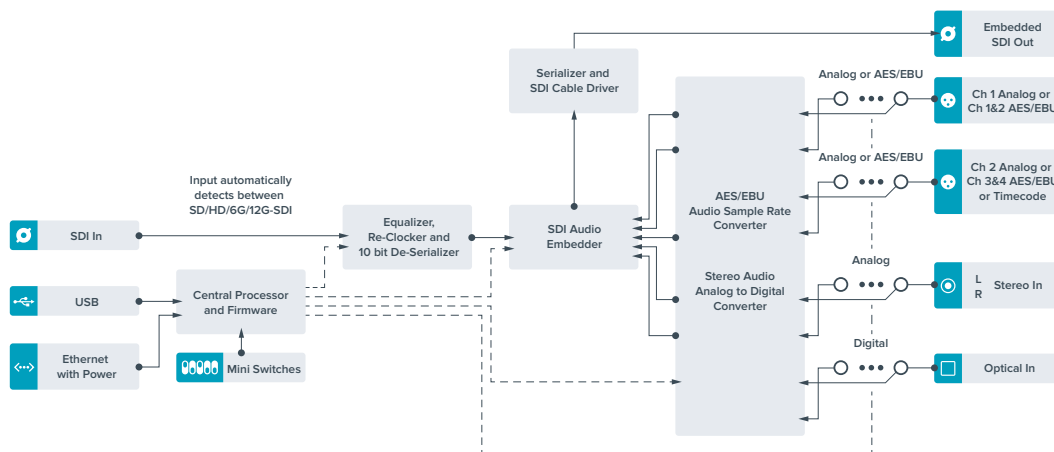 Embedded
SDI Out
Serializer and
SDI Cable Driver
Analog or AES/EBU
Ch 1 Analog or
Ch 1&2 AES/EBU
Analog or AES/EBU
Ch 2 Analog or
Ch 3&4 AES/EBU
or Timecode
Input automatically
detects between
SD/HD/6G/12G-SDI
SDI In
Equalizer,
Re-Clocker and
10 bit De-Serializer
SDI Audio
Embedder
AES/EBU
Audio Sample Rate
Converter
Stereo Audio
Analog to Digital
Converter
Analog
L
R
Stereo In
USB
Central Processor
and Firmware
Ethernet
with Power
Mini Switches
Digital
Optical In